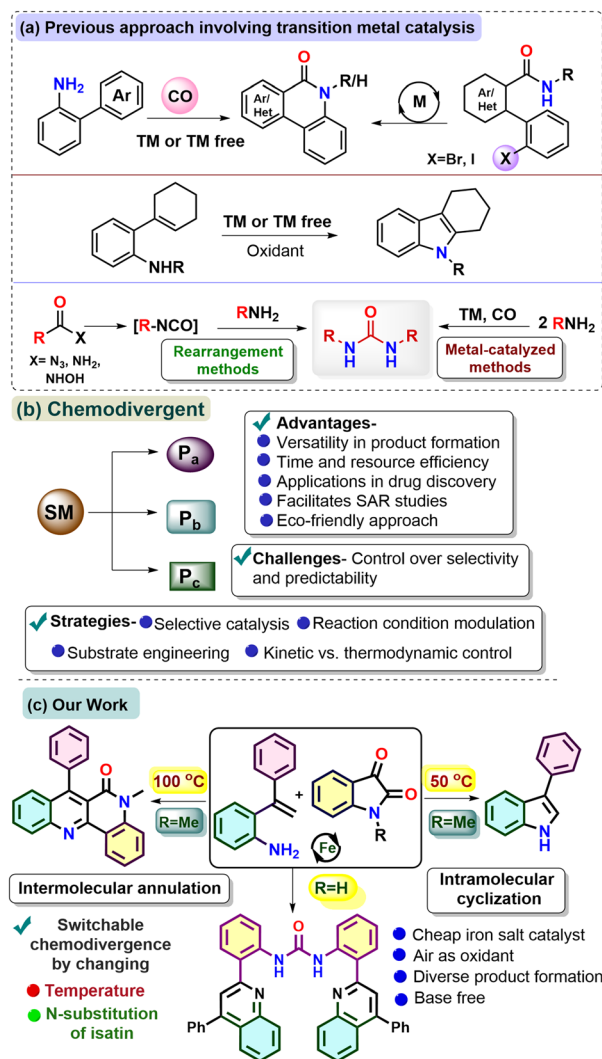 (a) Previous approach involving transition metal catalysis
NH2
Ar
CO
TM or TM free
O
R/H
N
Ar/
Het
M
X=Br, I
O
R
N
H
Ar/
Het
X
NHR
TM or TM free
Oxidant
N
R
O
R
X
X= N3, NH2,
NHOH
[R-NCO]
RNH2
Rearrangement
methods
O
R
N
H
N
H
R
TM, CO
2 RNH2
Metal-catalyzed
methods
(b) Chemodivergent
SM
Pa
Pb
Pc
Advantages-
Versatility in product formation
Time and resource efficiency
Applications in drug discovery
Facilitates SAR studies
Eco-friendly approach
Challenges- Control over selectivity
and predictability
Strategies- Selective catalysis Reaction condition modulation
Substrate engineering Kinetic vs. thermodynamic control
(c) Our Work
O
N
N
100 °C
R=Me
Intermolecular annulation
NH2
+
O
O
N
R
Fe
R=H
50 °C
R=Me
N
H
Intramolecular
cyclization
Switchable
chemodivergence
by changing
Temperature
N-substitution
of isatin
O
N
H
N
H
N
N
Ph
Ph
Cheap iron salt catalyst
Air as oxidant
Diverse product formation
Base free